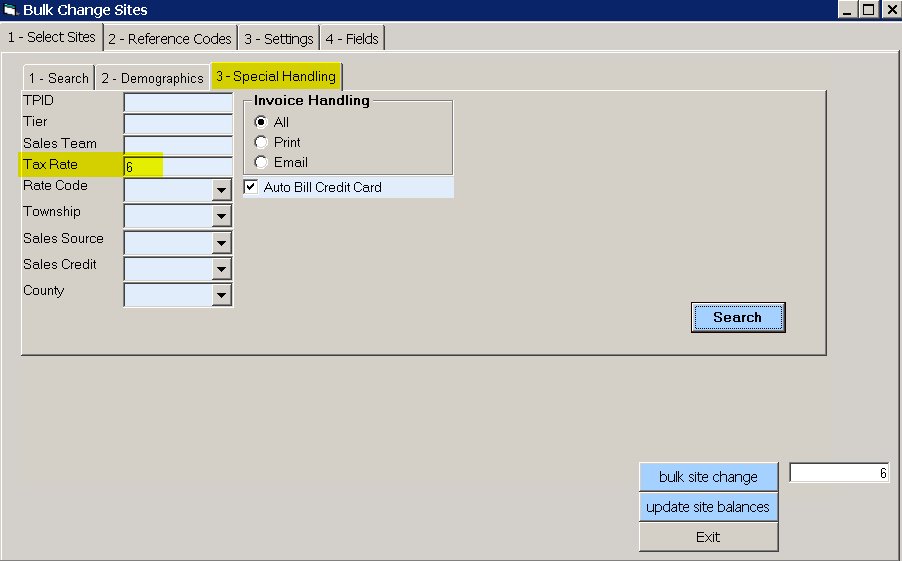 Bulk Change Sites
1 - Select Sites 2 - Reference Codes 3 - Settings 4 - Fields
1 - Search 2 - Demographics 3 - Special Handling
TPID
Tier
Sales Team
Tax Rate 6
Rate Code
Township
Sales Source
Sales Credit
County
Invoice Handling
All
Print
Email
Auto Bill Credit Card
Search
bulk site change 6
update site balances
Exit